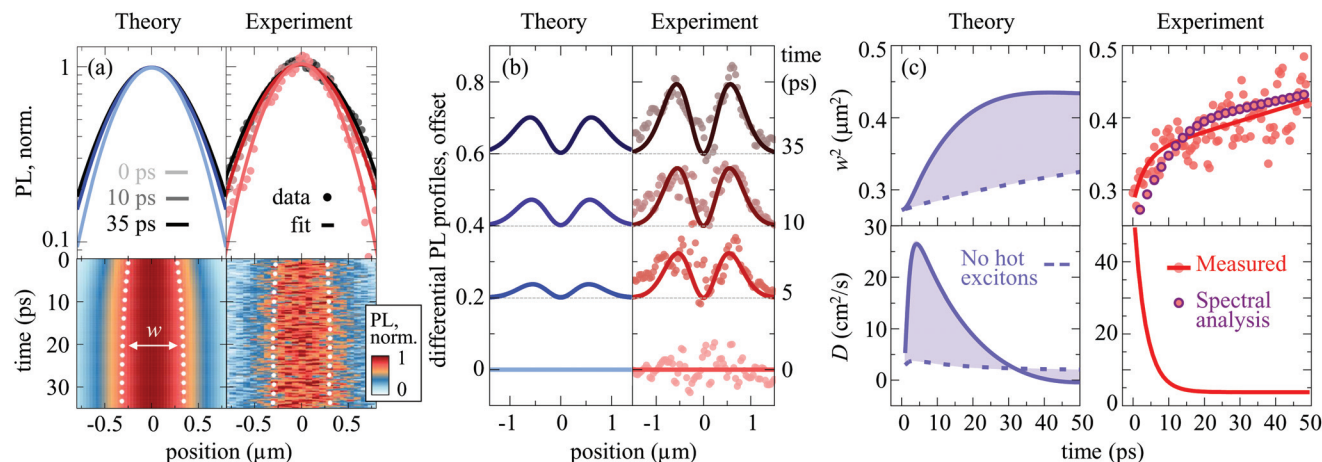 Theory Experiment
(a)
PL, norm.
1
0.1
0 ps
10 ps
35 ps
data
fit
time (ps)
0
10
20
30
w
PL,
norm.
1
0
-0.5 0 0.5 -0.5 0 0.5
position (µm)
Theory Experiment
(b)
time
(ps)
differential PL profiles, offset
0.8
0.6
0.4
0.2
0
35
10
5
0
-1 0 1 -1 0 1
position (µm)
Theory Experiment
(c)
w² (µm²)
0.5
0.4
0.3
0.5
0.4
0.3
D (cm²/s)
30
25
20
15
10
5
0
No hot
excitons
40
20
0
Measured
Spectral
analysis
0 10 20 30 40 50 0 10 20 30 40 50
time (ps)